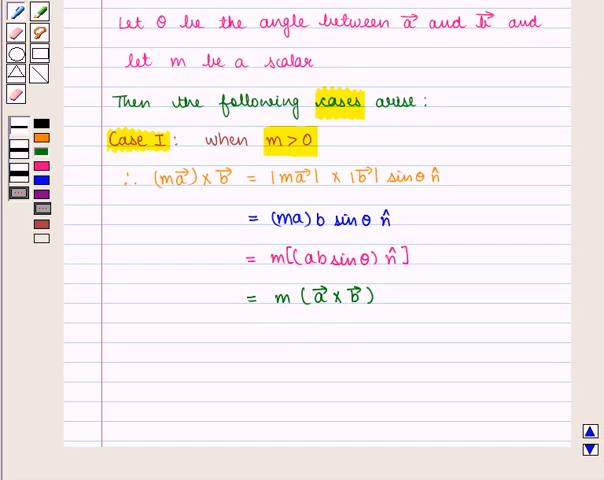 Let θ be the angle between a⃗ and b⃗ and
let m be a scalar
Then the following cases arise:
Case I: when m > 0
∴ (ma⃗) × b⃗ = |ma⃗| × |b⃗| sin θ n̂
= (ma) b sin θ n̂
= m[(ab sin θ) n̂]
= m (a⃗ × b⃗)